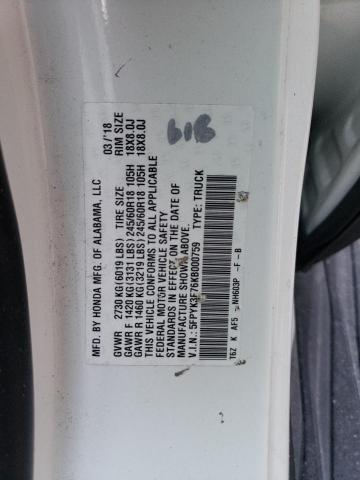 61B
MFD. BY HONDA MFG. OF ALABAMA, LLC 03/'18
GVWR 2730 KG(6019 LBS) TIRE SIZE RIM SIZE
GAWR F 1420 KG(3131 LBS) 245/60R18 105H 18X8.0J
GAWR R 1460 KG(3219 LBS) 245/60R18 105H 18X8.0J
THIS VEHICLE CONFORMS TO ALL APPLICABLE
FEDERAL MOTOR VEHICLE SAFETY
STANDARDS IN EFFECT ON THE DATE OF
MANUFACTURE SHOWN ABOVE.
V.I.N.: 5FPYK3F76KB000759 TYPE: TRUCK
T6Z K AF5 NH603P -F -B